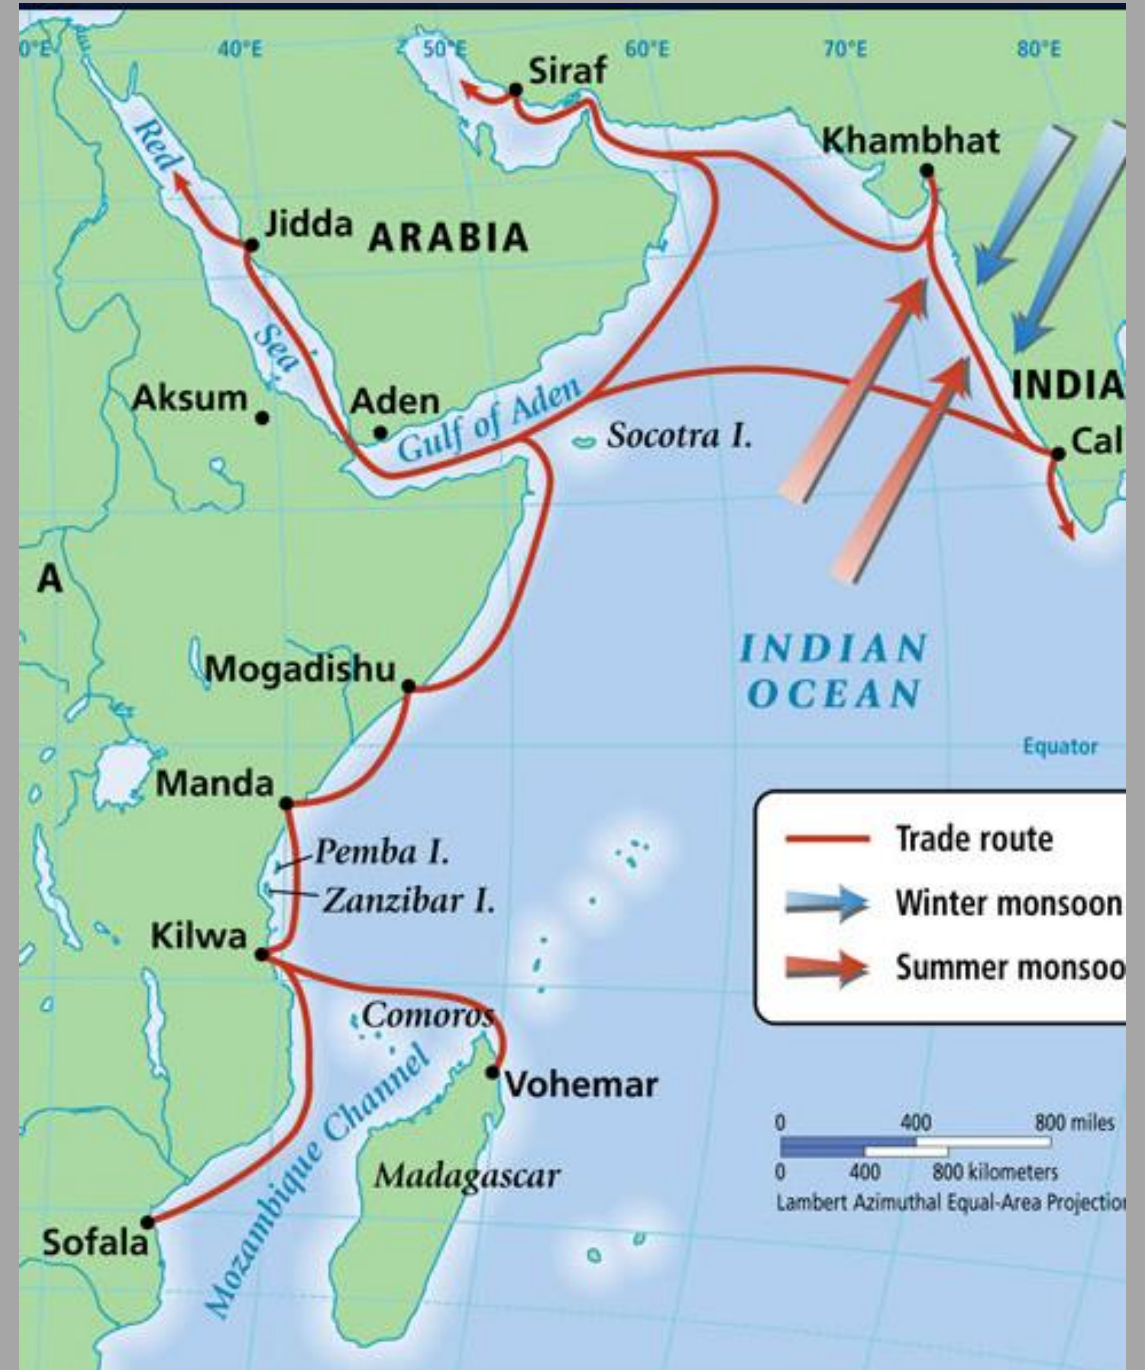 0°E
40°E
50°E
60°E
70°E
80°E
Siraf
Khambhat
Red
Sea
Jidda
ARABIA
Aksum
Aden
Gulf of Aden
Socotra I.
INDIA
Cal
A
INDIAN
OCEAN
Mogadishu
Equator
Manda
Pemba I.
Zanzibar I.
Kilwa
Comoros
Vohemar
Mozambique Channel
Madagascar
Sofala
Trade route
Winter monsoon
Summer monsoo
0 400 800 miles
0 400 800 kilometers
Lambert Azimuthal Equal-Area Projection